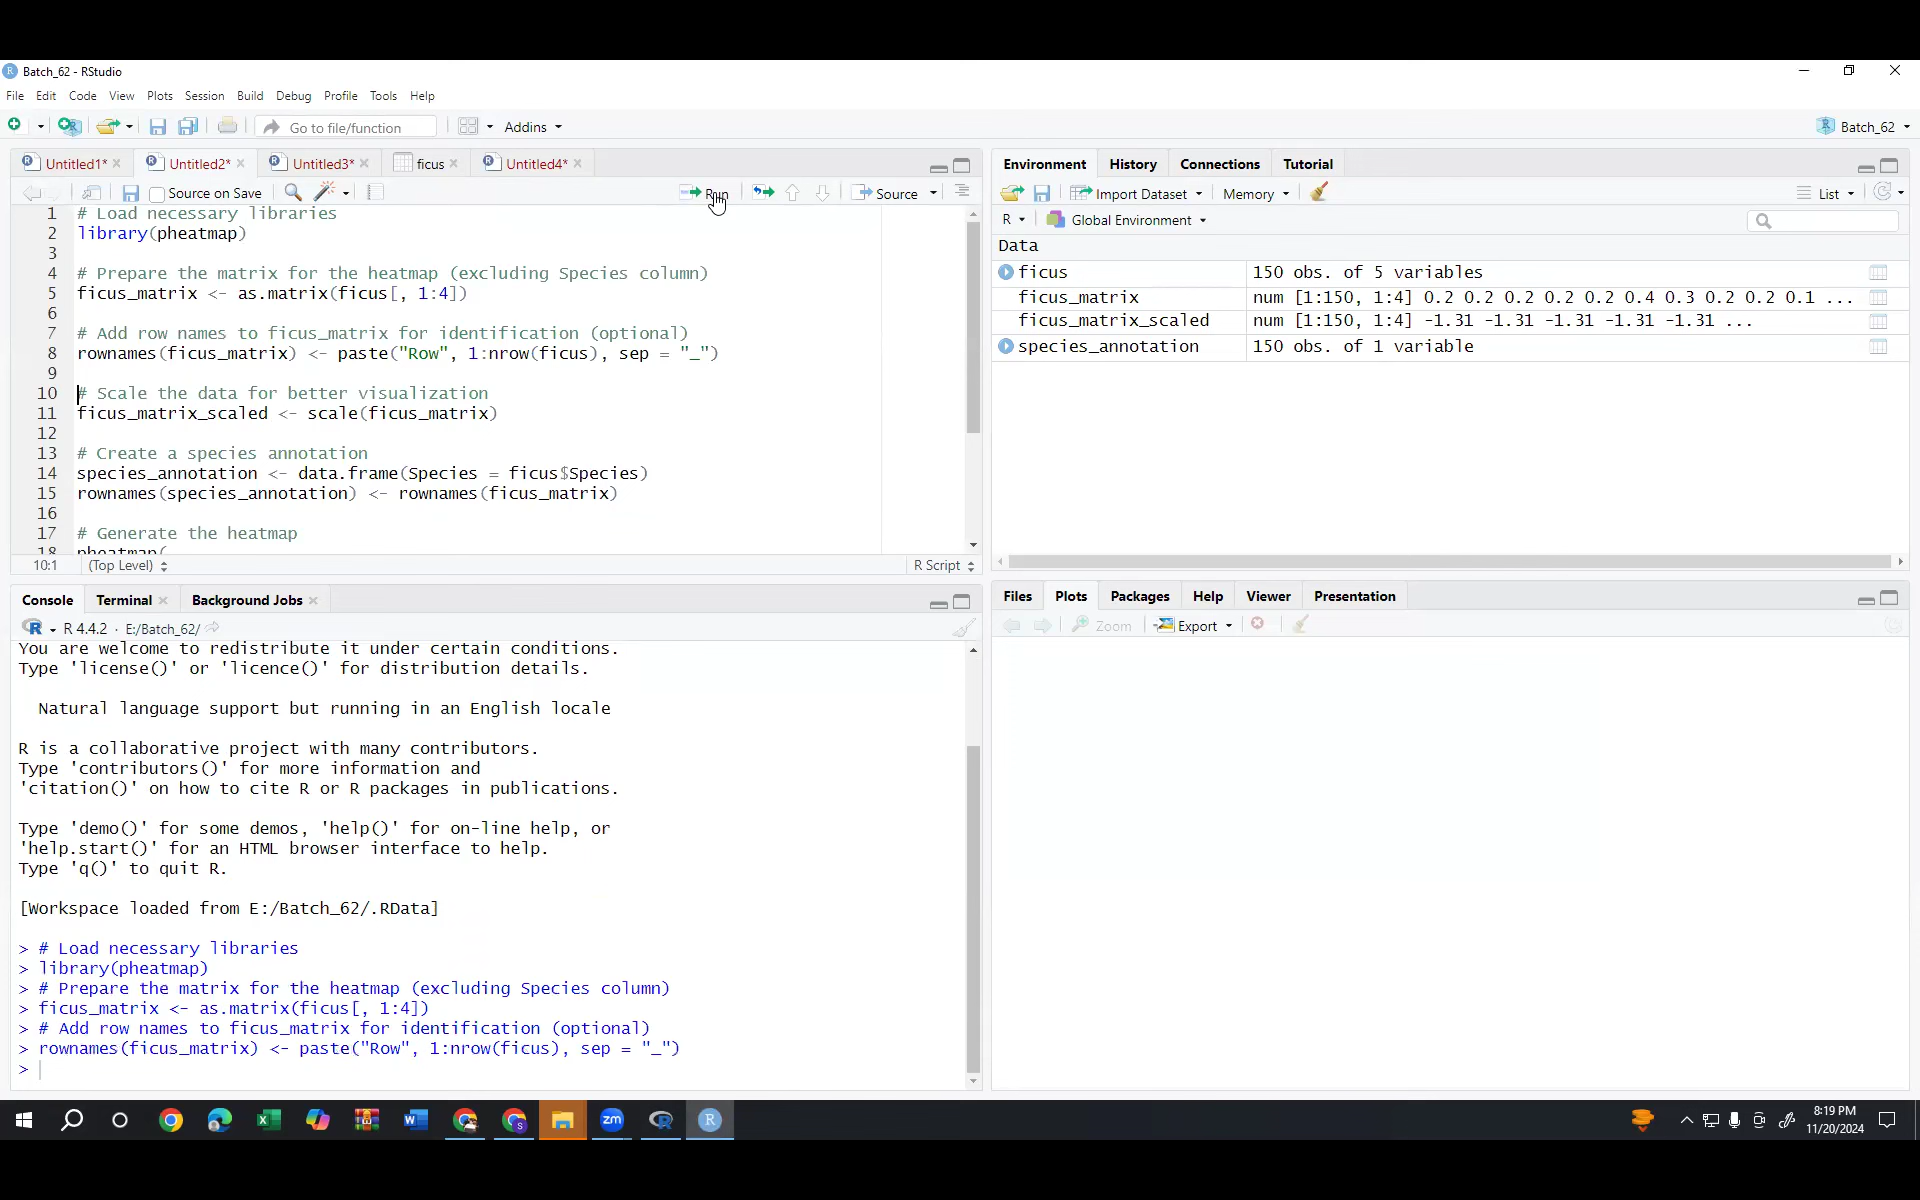 Batch_62 - RStudio
File Edit Code View Plots Session Build Debug Profile Tools Help
Go to file/function Addins Batch_62
Untitled1* Untitled2* Untitled3* ficus Untitled4*
Source on Save Run Source
1 # Load necessary libraries
2 library(pheatmap)
3
4 # Prepare the matrix for the heatmap (excluding Species column)
5 ficus_matrix <- as.matrix(ficus[, 1:4])
6
7 # Add row names to ficus_matrix for identification (optional)
8 rownames(ficus_matrix) <- paste("Row", 1:nrow(ficus), sep = "_")
9
10 # Scale the data for better visualization
11 ficus_matrix_scaled <- scale(ficus_matrix)
12
13 # Create a species annotation
14 species_annotation <- data.frame(Species = ficus$Species)
15 rownames(species_annotation) <- rownames(ficus_matrix)
16
17 # Generate the heatmap
18 pheatmap(
10:1 (Top Level) R Script
Console Terminal Background Jobs
R 4.4.2 · E:/Batch_62/
You are welcome to redistribute it under certain conditions.
Type 'license()' or 'licence()' for distribution details.
Natural language support but running in an English locale
R is a collaborative project with many contributors.
Type 'contributors()' for more information and
'citation()' on how to cite R or R packages in publications.
Type 'demo()' for some demos, 'help()' for on-line help, or
'help.start()' for an HTML browser interface to help.
Type 'q()' to quit R.
[Workspace loaded from E:/Batch_62/.RData]
> # Load necessary libraries
> library(pheatmap)
> # Prepare the matrix for the heatmap (excluding Species column)
> ficus_matrix <- as.matrix(ficus[, 1:4])
> # Add row names to ficus_matrix for identification (optional)
> rownames(ficus_matrix) <- paste("Row", 1:nrow(ficus), sep = "_")
>
Environment History Connections Tutorial
Import Dataset Memory List
R Global Environment
Data
ficus 150 obs. of 5 variables
ficus_matrix num [1:150, 1:4] 0.2 0.2 0.2 0.2 0.2 0.4 0.3 0.2 0.2 0.1 ...
ficus_matrix_scaled num [1:150, 1:4] -1.31 -1.31 -1.31 -1.31 -1.31 ...
species_annotation 150 obs. of 1 variable
Files Plots Packages Help Viewer Presentation
Zoom Export
zm
8:19 PM
11/20/2024